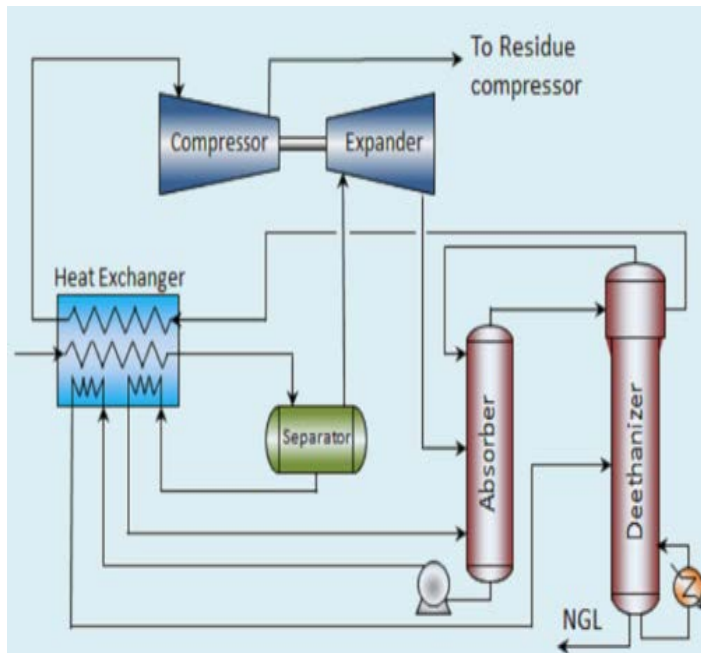 To Residue
compressor
Compressor
Expander
Heat Exchanger
Separator
Absorber
Deethanizer
NGL